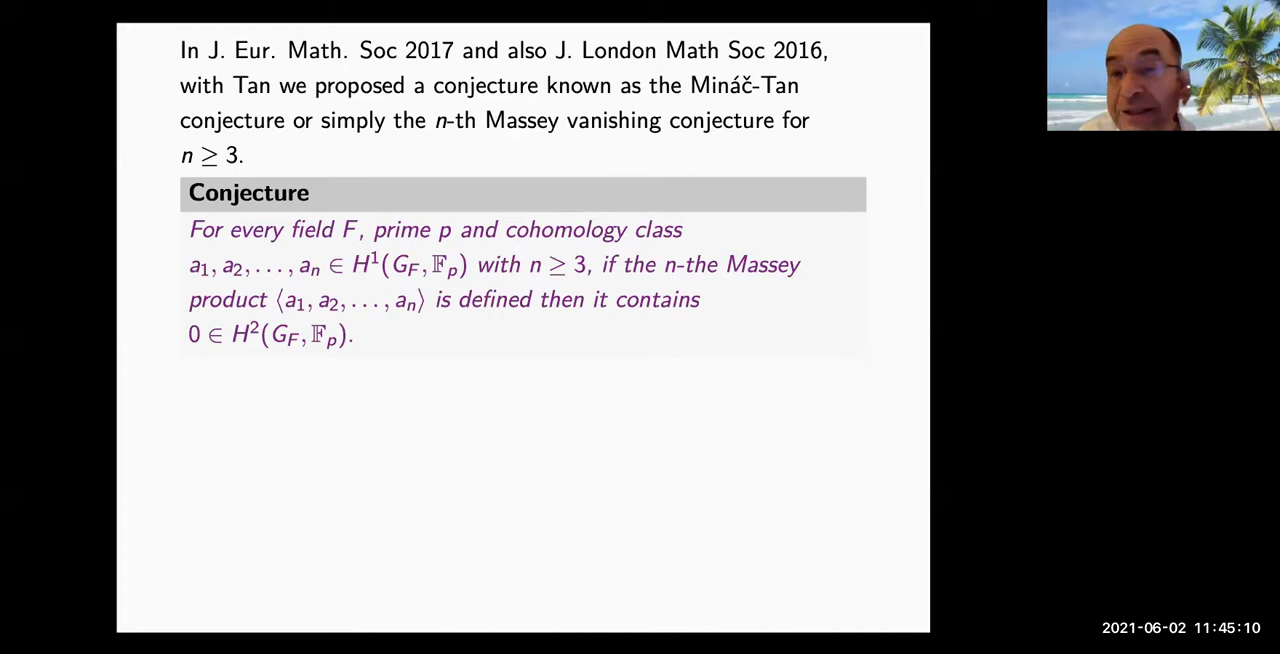 In J. Eur. Math. Soc 2017 and also J. London Math Soc 2016,
with Tan we proposed a conjecture known as the Mináč-Tan
conjecture or simply the n-th Massey vanishing conjecture for
n ≥ 3.
Conjecture
For every field F, prime p and cohomology class
a₁, a₂, . . . , aₙ ∈ H¹(G_F, 𝔽ₚ) with n ≥ 3, if the n-the Massey
product ⟨a₁, a₂, . . . , aₙ⟩ is defined then it contains
0 ∈ H²(G_F, 𝔽ₚ).
2021-06-02 11:45:10